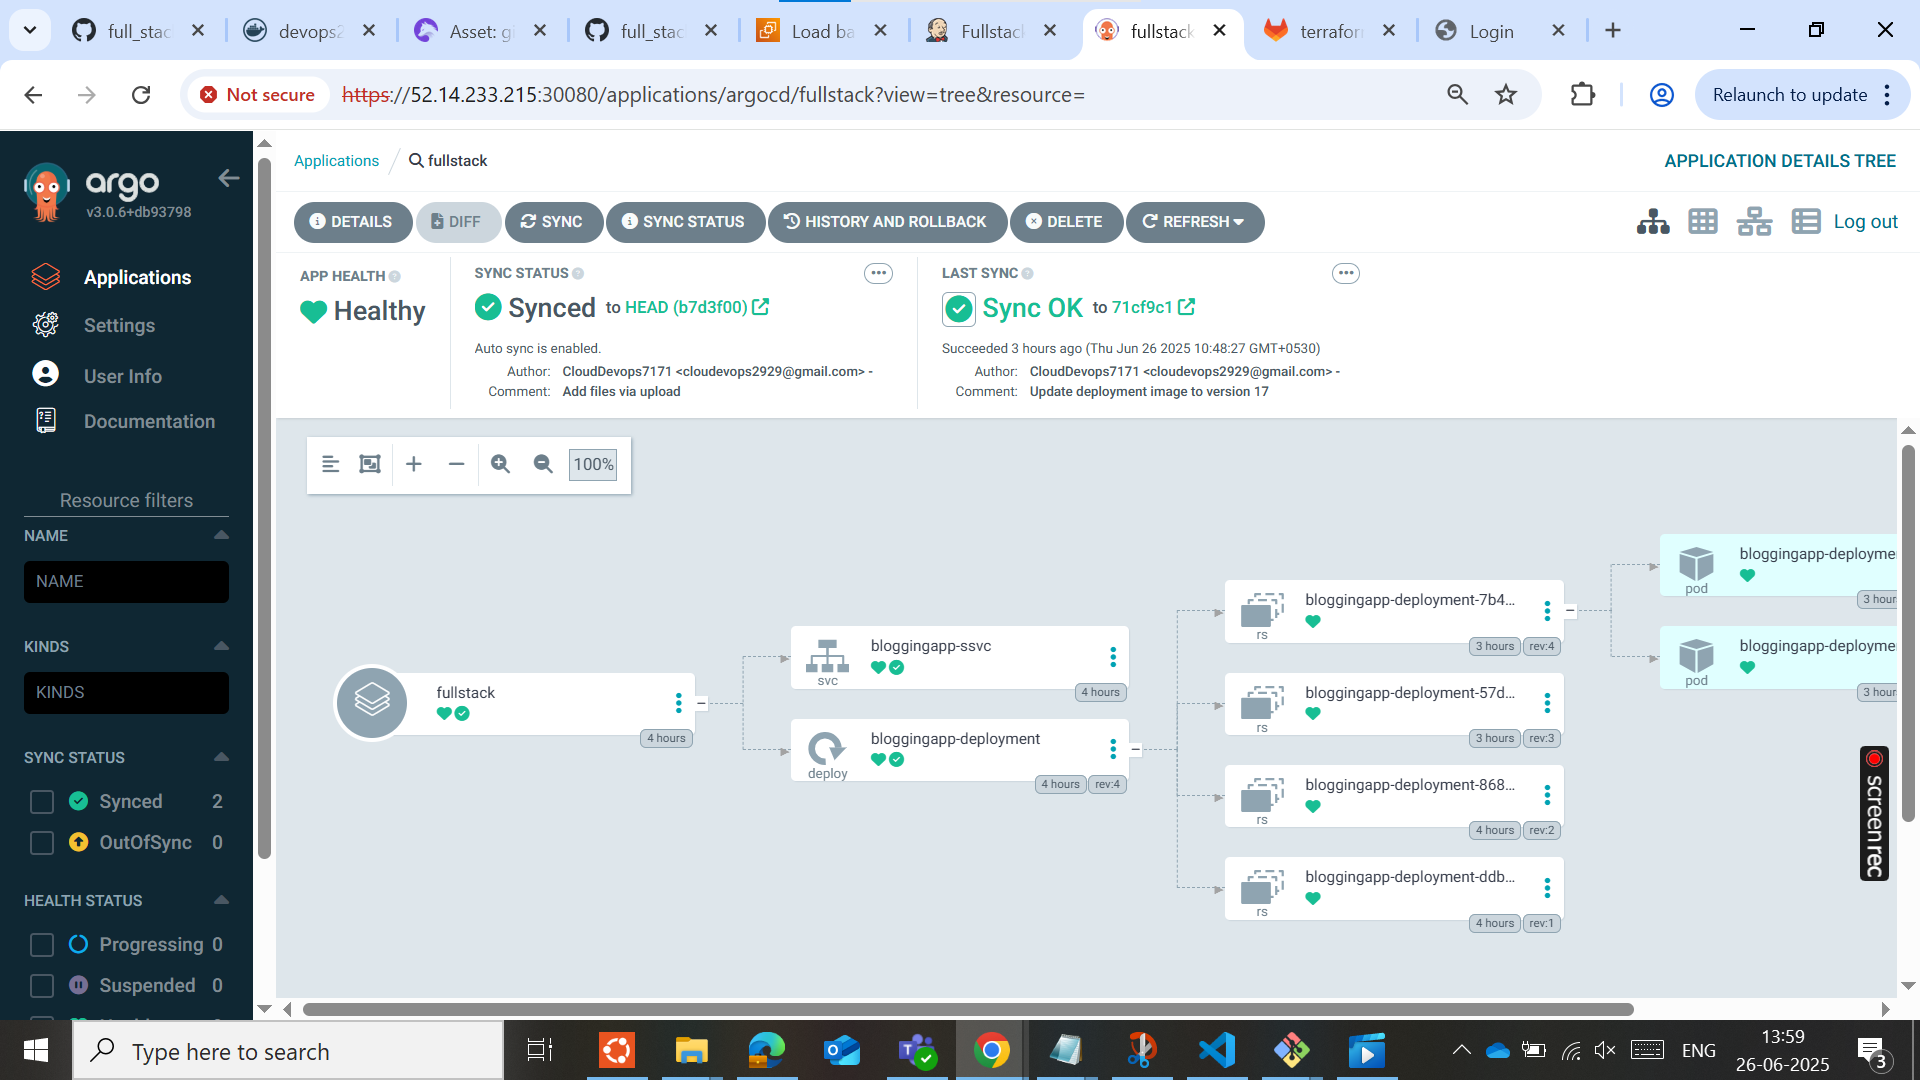 full_stac
devops2
Asset: gi
full_stac
Load ba
Fullstack
fullstack
terraform
Login
Not secure
https://52.14.233.215:30080/applications/argocd/fullstack?view=tree&resource=
Relaunch to update
argo
v3.0.6+db93798
Applications
Settings
User Info
Documentation
Resource filters
NAME
NAME
KINDS
KINDS
SYNC STATUS
Synced 2
OutOfSync 0
HEALTH STATUS
Progressing 0
Suspended 0
Applications / fullstack
APPLICATION DETAILS TREE
DETAILS
DIFF
SYNC
SYNC STATUS
HISTORY AND ROLLBACK
DELETE
REFRESH
Log out
APP HEALTH
Healthy
SYNC STATUS
Synced to HEAD (b7d3f00)
Auto sync is enabled.
Author: CloudDevops7171 <cloudevops2929@gmail.com> -
Comment: Add files via upload
LAST SYNC
Sync OK to 71cf9c1
Succeeded 3 hours ago (Thu Jun 26 2025 10:48:27 GMT+0530)
Author: CloudDevops7171 <cloudevops2929@gmail.com> -
Comment: Update deployment image to version 17
100%
fullstack
4 hours
bloggingapp-ssvc
svc
4 hours
bloggingapp-deployment
deploy
4 hours rev:4
bloggingapp-deployment-7b4...
rs
3 hours rev:4
bloggingapp-deployment-57d...
rs
3 hours rev:3
bloggingapp-deployment-868...
rs
4 hours rev:2
bloggingapp-deployment-ddb...
rs
4 hours rev:1
bloggingapp-deployme
pod
3 hour
bloggingapp-deployme
pod
3 hour
screen rec
Type here to search
ENG
13:59
26-06-2025
3